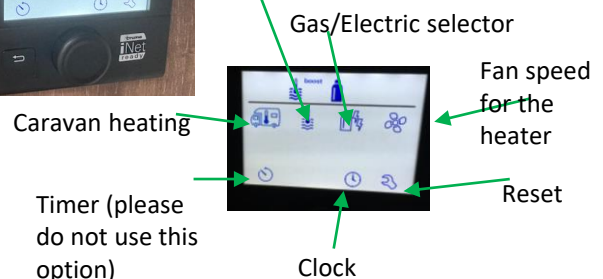 Truma
iNet
ready
Gas/Electric selector
boost
Fan speed
for the
heater
Caravan heating
Reset
Timer (please
do not use this
option)
Clock